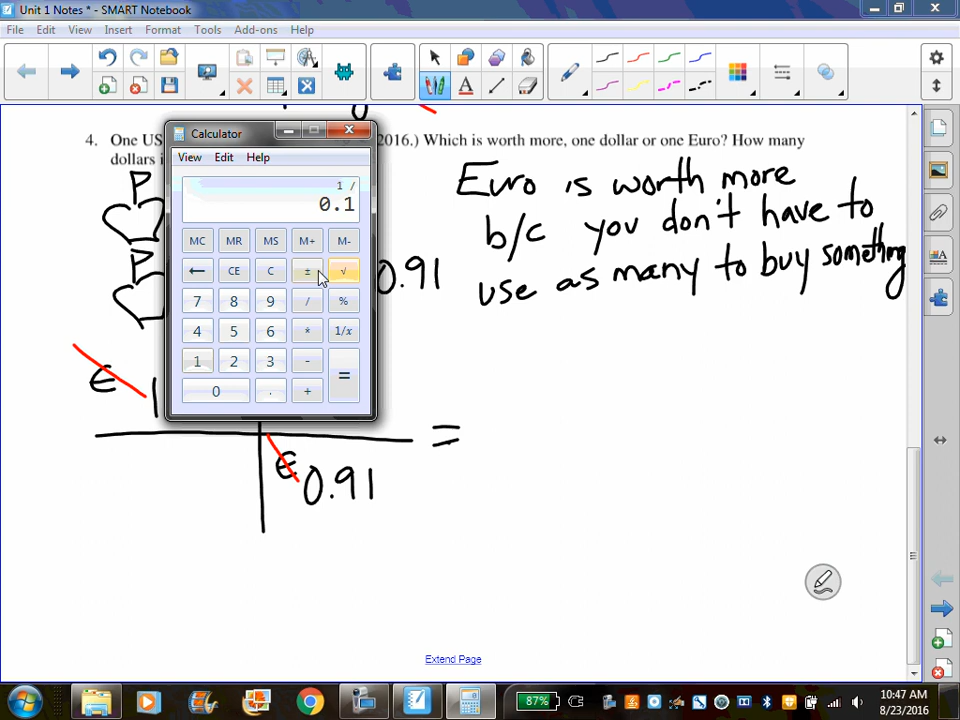 Unit 1 Notes * - SMART Notebook
File Edit View Insert Format Tools Add-ons Help
4. One US 2016.) Which is worth more, one dollar or one Euro? How many
dollars i
Calculator
View Edit Help
1 /
0.1
MC MR MS M+ M-
← CE C ± √
7 8 9 / %
4 5 6 * 1/x
1 2 3 - =
0 . +
P
P
0.91
Euro is worth more
b/c you don't have to
use as many to buy something
€ 1
=
€ 0.91
Extend Page
87%
10:47 AM
8/23/2016